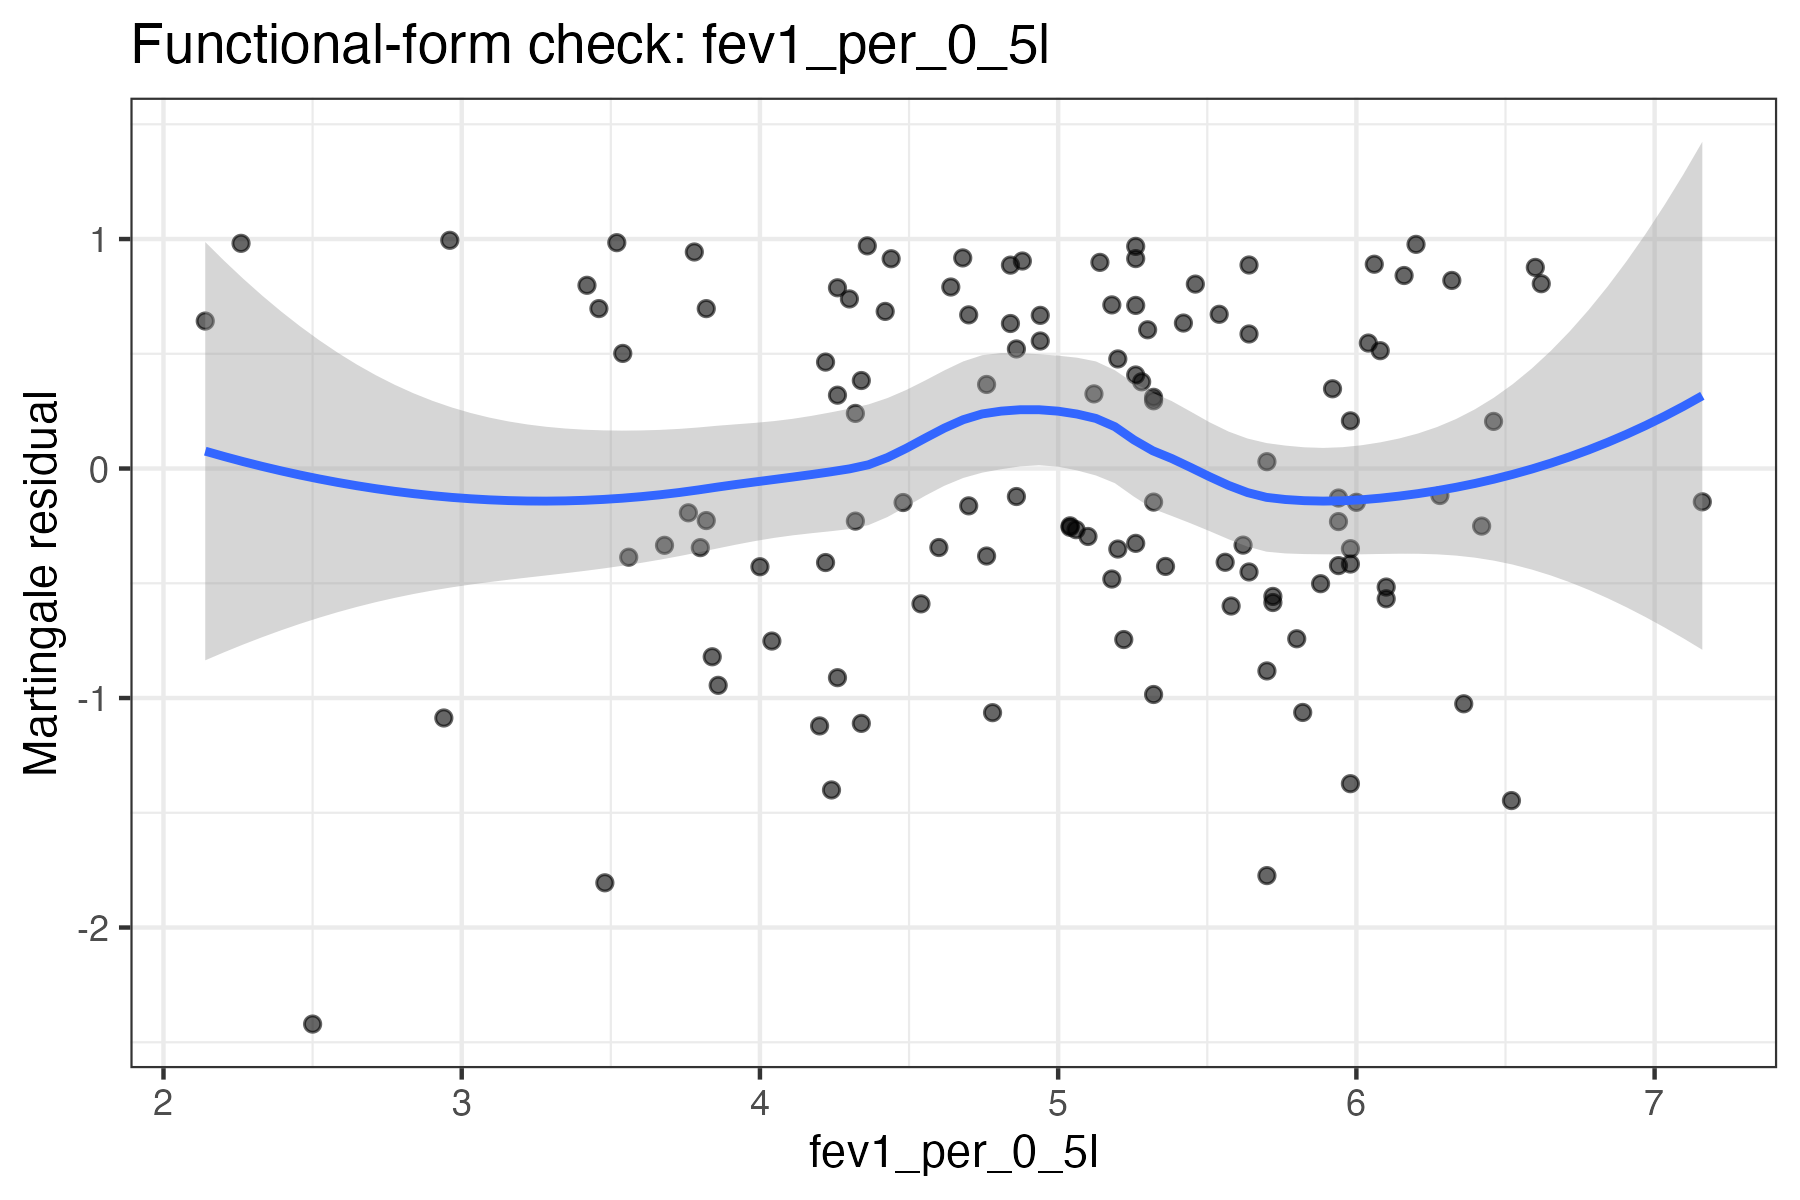 Functional-form check: fev1_per_0_5l
Martingale residual
1
0
-1
-2
2 3 4 5 6 7
fev1_per_0_5l